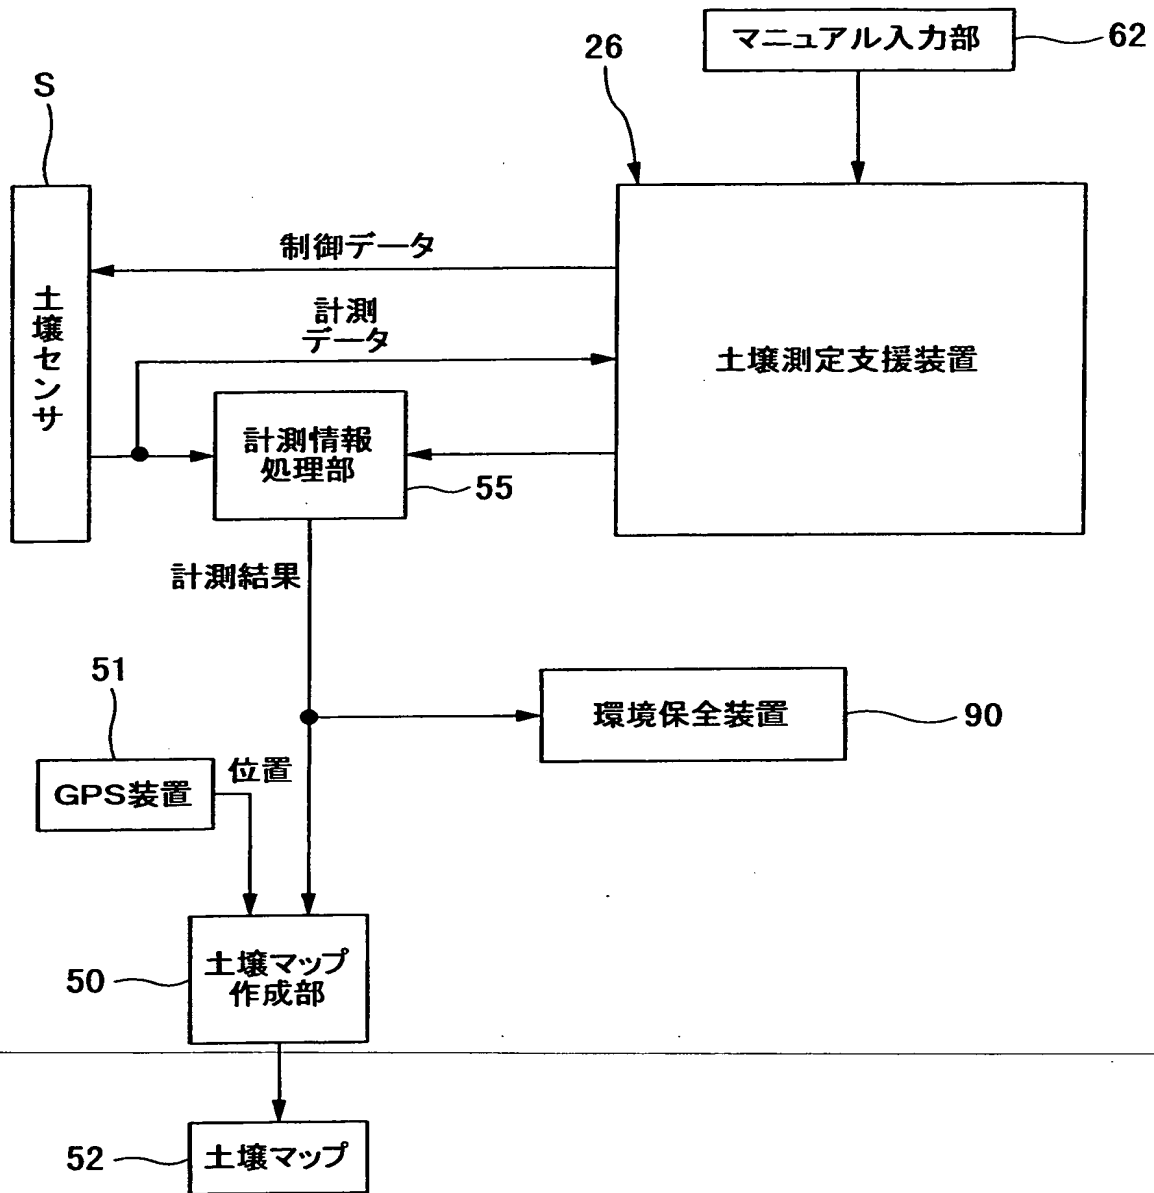 マニュアル入力部
62
26
S
制御データ
計測
データ
土壌センサ
土壌測定支援装置
計測情報
処理部
55
計測結果
51
環境保全装置
90
位置
GPS装置
土壌マップ
作成部
50
52
土壌マップ